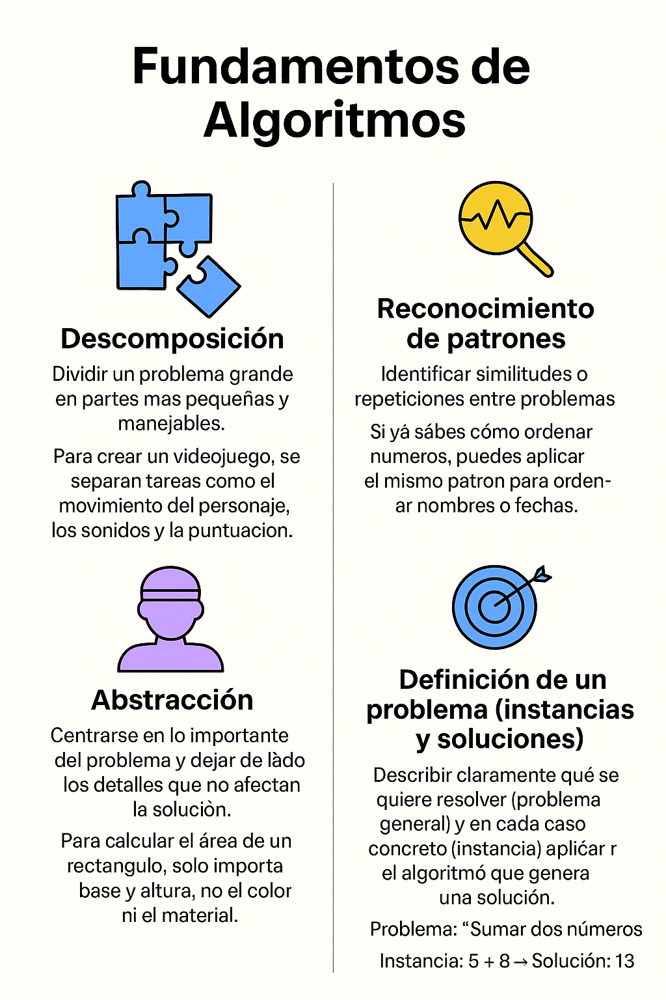 Fundamentos de
Algoritmos
Descomposición
Dividir un problema grande
en partes mas pequeñas y
manejables.
Para crear un videojuego, se
separan tareas como el
movimiento del personaje,
los sonidos y la puntuacion.
Reconocimiento
de patrones
Identificar similitudes o
repeticiones entre problemas
Si yá sábes cómo ordenar
numeros, puedes aplicar
el mismo patron para orden-
ar nombres o fechas.
Abstracción
Centrarse en lo importante
del problema y dejar de làdo
los detalles que no afectan
la soluciòn.
Para calcular el área de un
rectangulo, solo importa
base y altura, no el color
ni el material.
Definición de un
problema (instancias
y soluciones)
Describir claramente qué se
quiere resolver (problema
general) y en cada caso
concreto (instancia) aplićar r
el algoritmó que genera
una solución.
Problema: “Sumar dos números
Instancia: 5 + 8 → Solución: 13